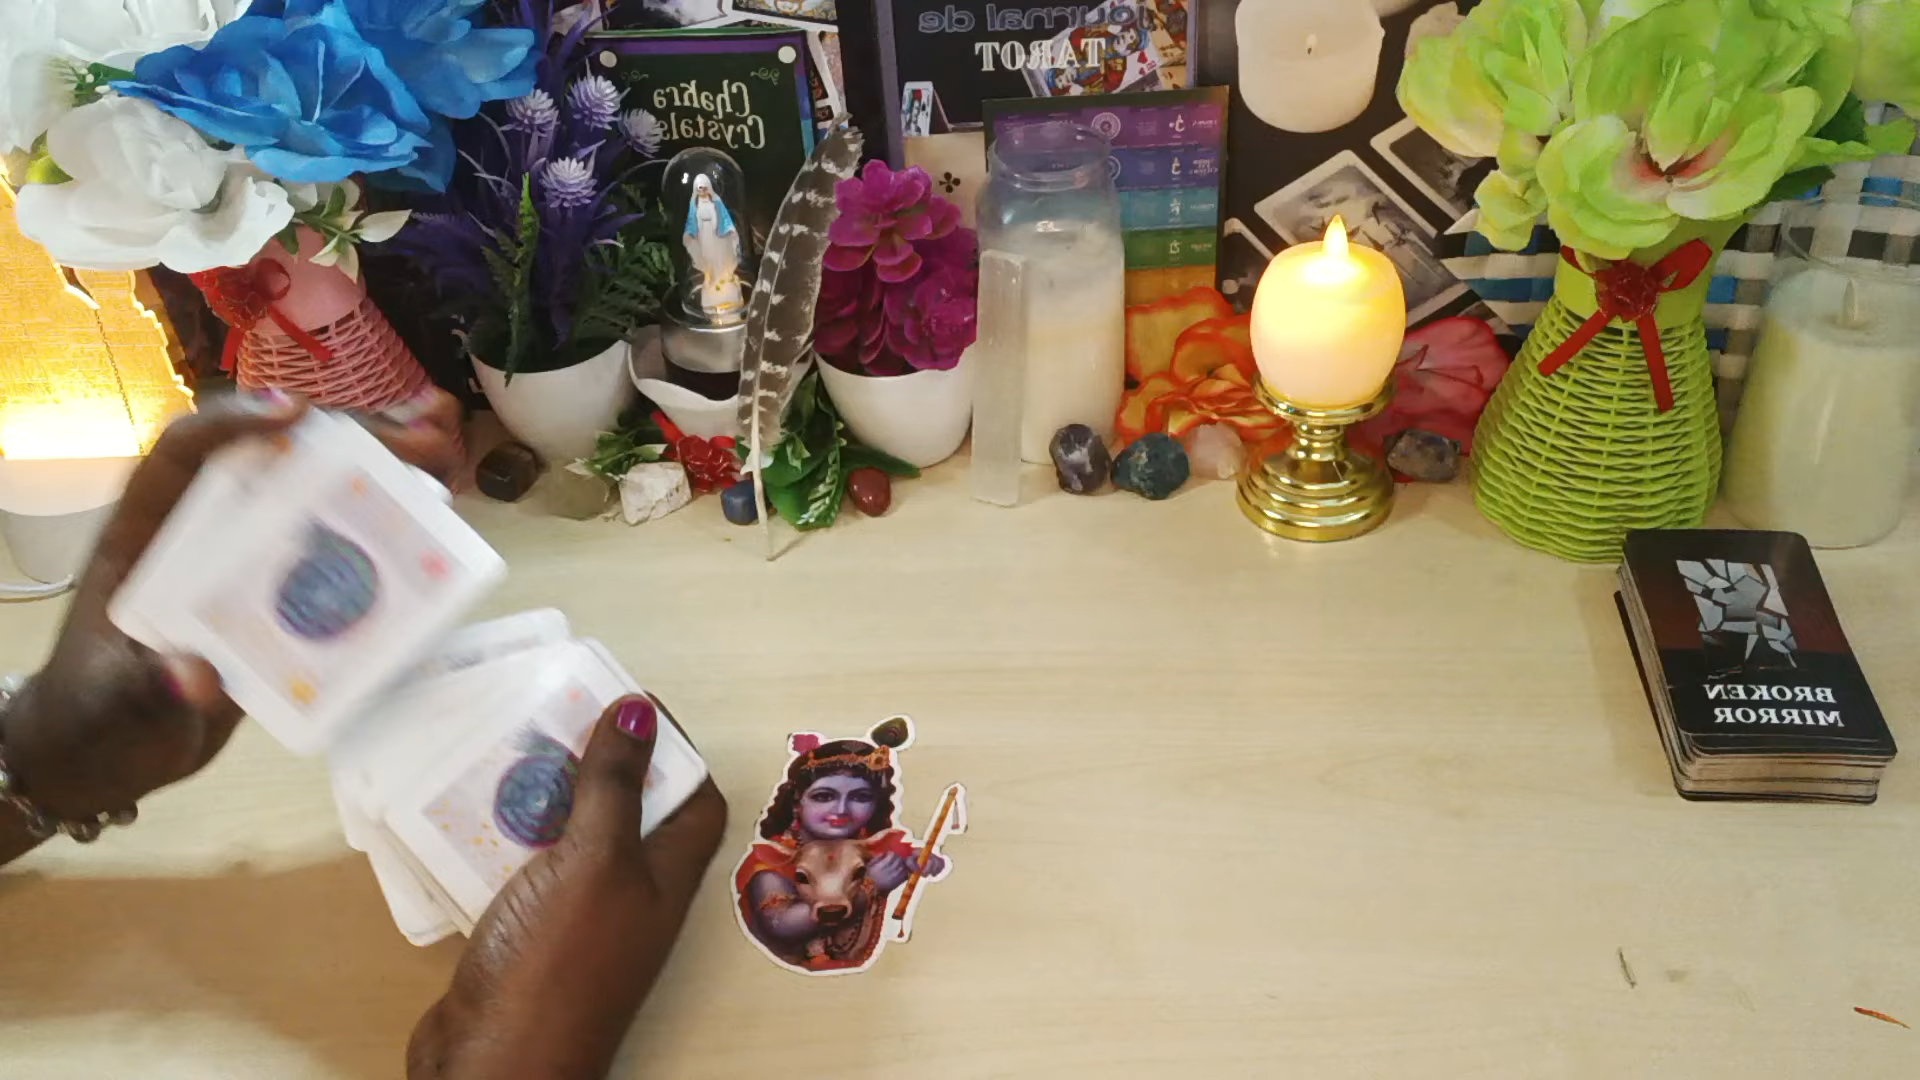 Journal de
TAROT
Chakra
Crystals
BROKEN
MIRROR